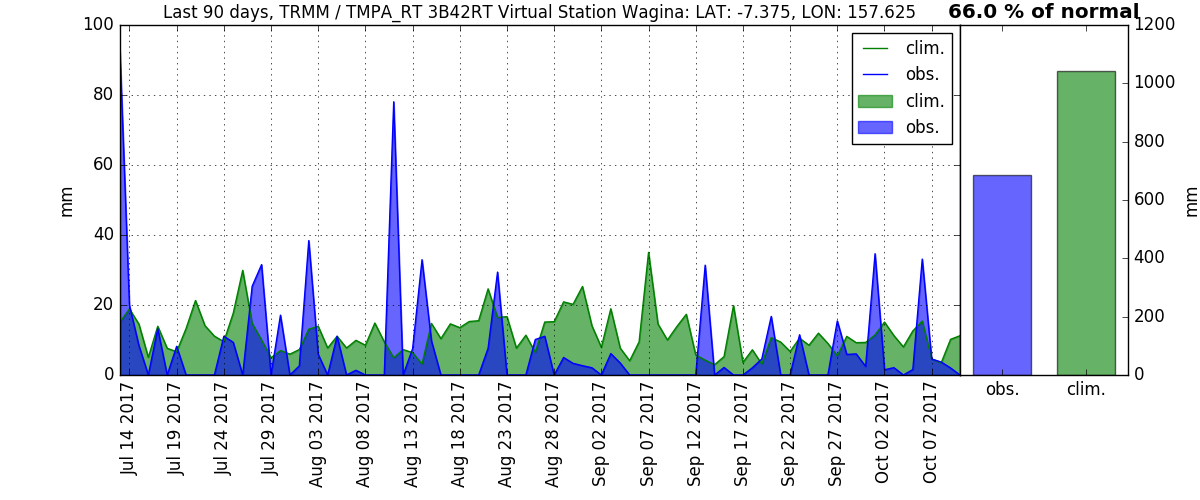 Last 90 days, TRMM / TMPA_RT 3B42RT Virtual Station Wagina: LAT: -7.375, LON: 157.625
66.0 % of normal
100
80
60
40
20
0
mm
clim.
obs.
clim.
obs.
Jul 14 2017
Jul 19 2017
Jul 24 2017
Jul 29 2017
Aug 03 2017
Aug 08 2017
Aug 13 2017
Aug 18 2017
Aug 23 2017
Aug 28 2017
Sep 02 2017
Sep 07 2017
Sep 12 2017
Sep 17 2017
Sep 22 2017
Sep 27 2017
Oct 02 2017
Oct 07 2017
1200
1000
800
600
400
200
0
mm
obs.
clim.